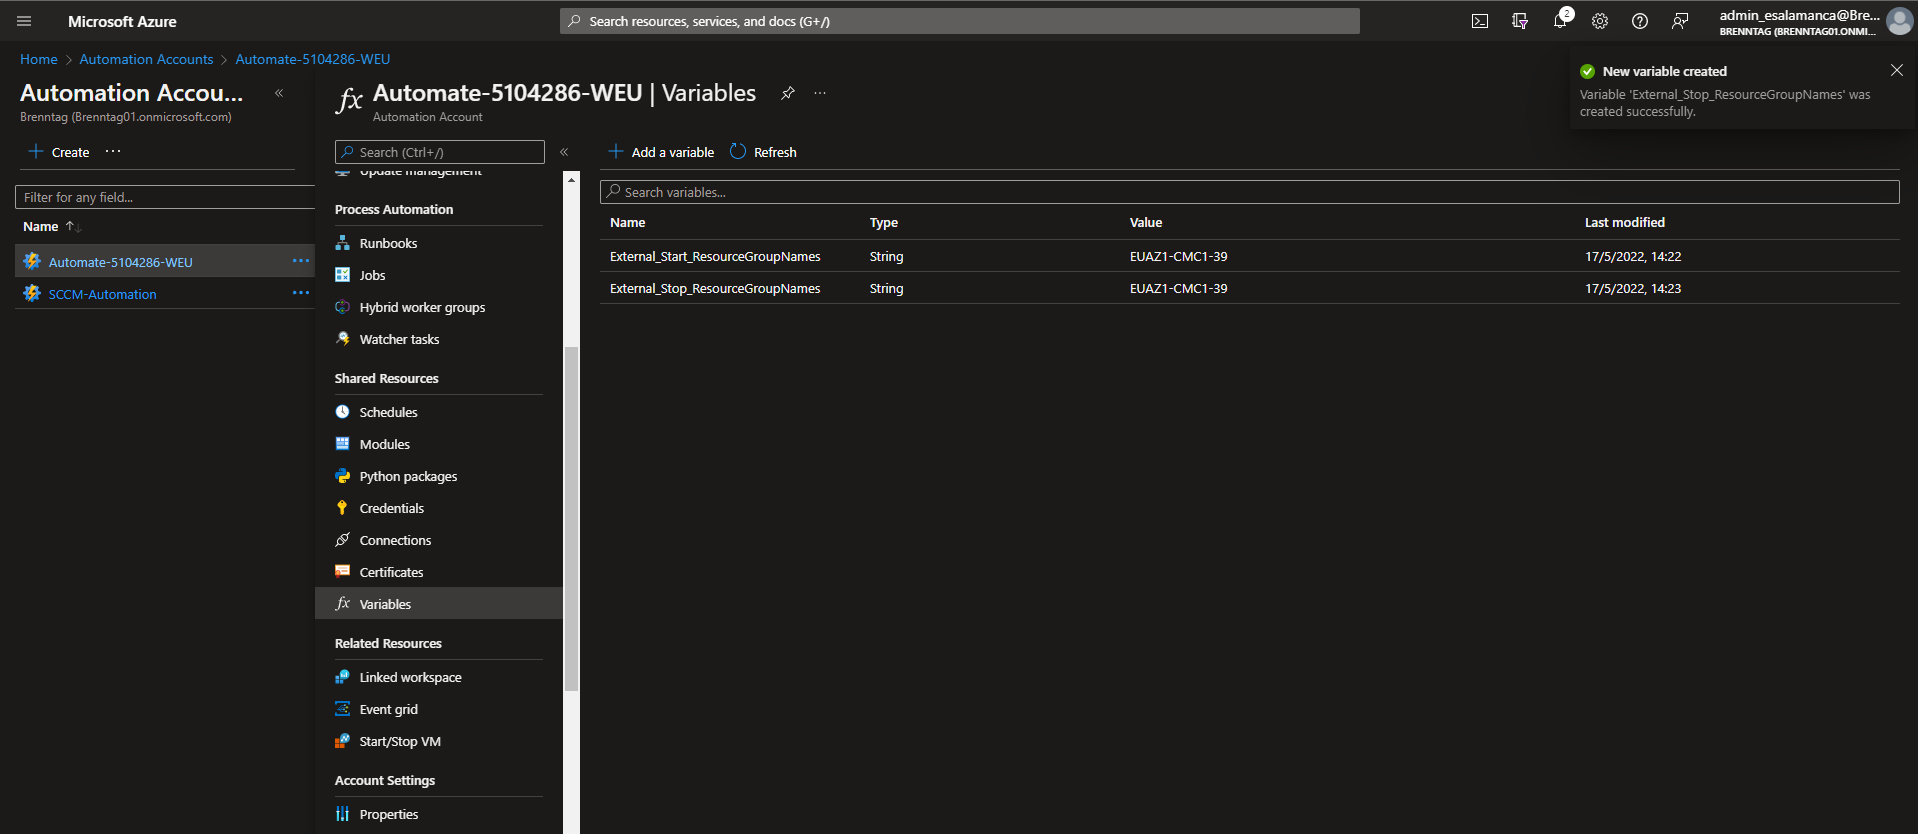 Microsoft Azure
Search resources, services, and docs (G+/)
2
admin_esalamanca@Bre...
BRENNTAG (BRENNTAG01.ONMI...
Home > Automation Accounts > Automate-5104286-WEU
New variable created
Variable 'External_Stop_ResourceGroupNames' was
created successfully.
Automation Accou...
Brenntag (Brenntag01.onmicrosoft.com)
Create
Filter for any field...
Name
Automate-5104286-WEU
SCCM-Automation
Automate-5104286-WEU | Variables
Automation Account
Search (Ctrl+/)
Update management
Process Automation
Runbooks
Jobs
Hybrid worker groups
Watcher tasks
Shared Resources
Schedules
Modules
Python packages
Credentials
Connections
Certificates
Variables
Related Resources
Linked workspace
Event grid
Start/Stop VM
Account Settings
Properties
Add a variable Refresh
Search variables...
Name Type Value Last modified
External_Start_ResourceGroupNames String EUAZ1-CMC1-39 17/5/2022, 14:22
External_Stop_ResourceGroupNames String EUAZ1-CMC1-39 17/5/2022, 14:23